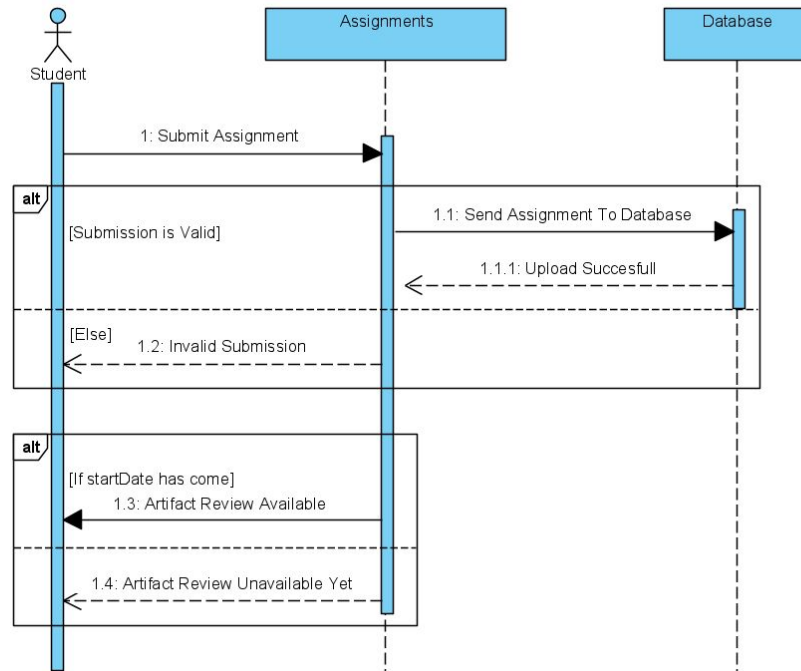 Assignments
Database
Student
1: Submit Assignment
alt
1.1: Send Assignment To Database
[Submission is Valid]
1.1.1: Upload Succesfull
[Else]
1.2: Invalid Submission
alt
[If startDate has come]
1.3: Artifact Review Available
1.4: Artifact Review Unavailable Yet